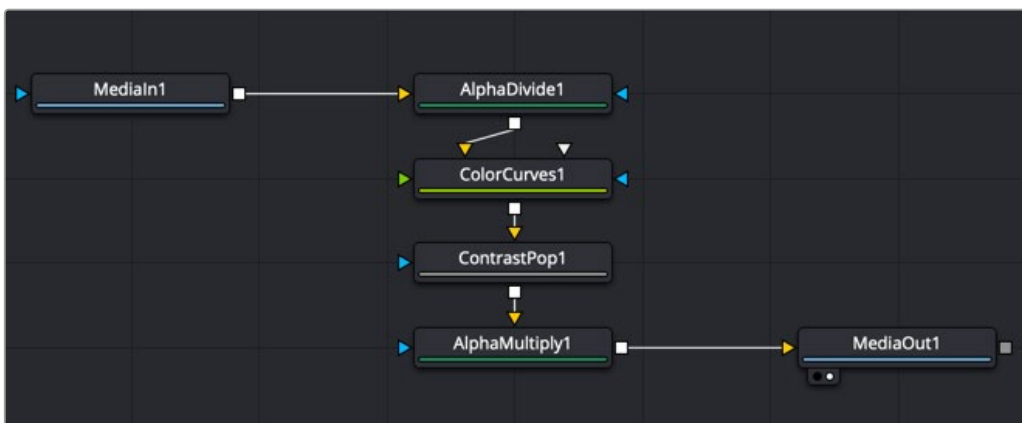 MediaIn1
AlphaDivide1
ColorCurves1
ContrastPop1
AlphaMultiply1
MediaOut1